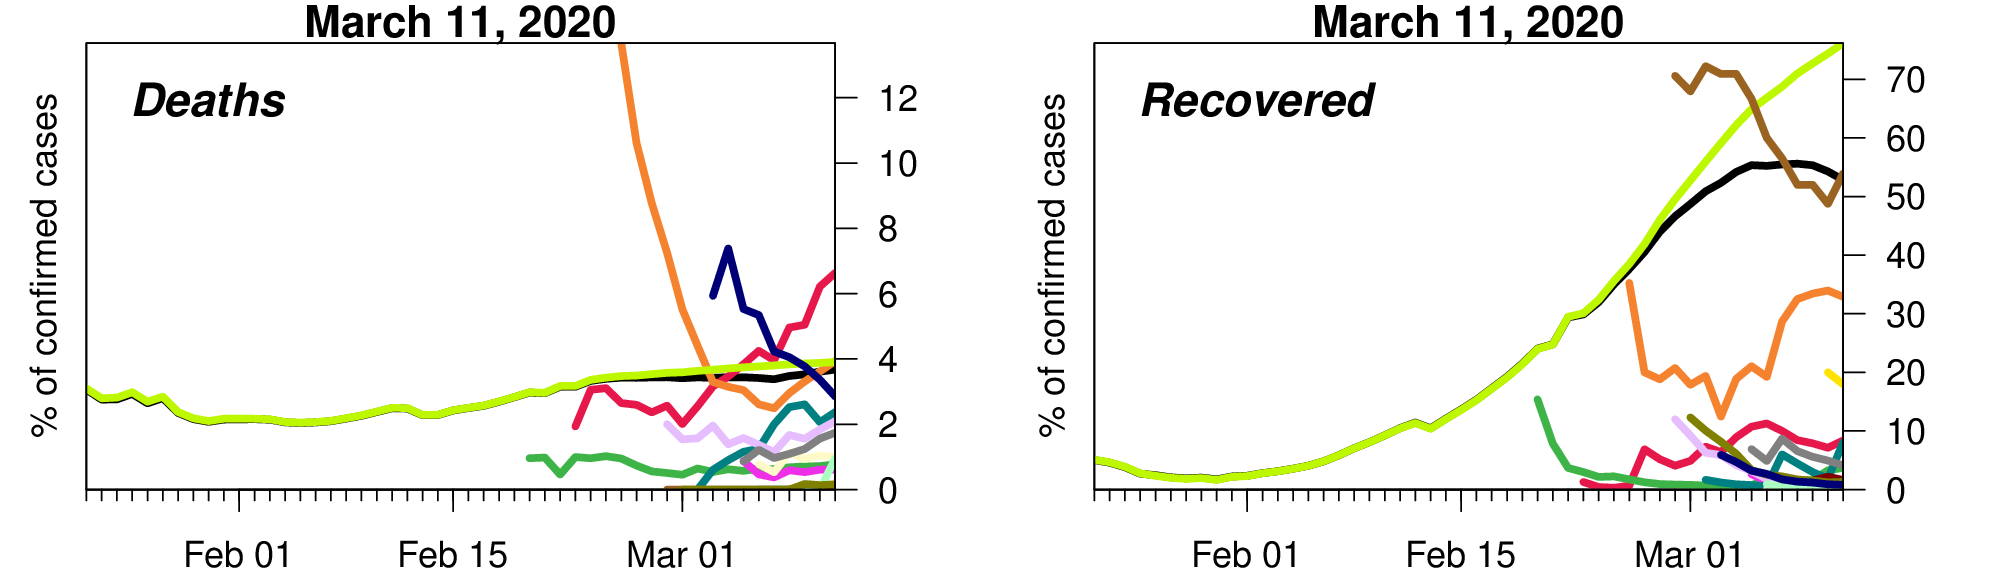 March 11, 2020
Deaths
% of confirmed cases
12
10
8
6
4
2
0
Feb 01 Feb 15 Mar 01
March 11, 2020
Recovered
% of confirmed cases
70
60
50
40
30
20
10
0
Feb 01 Feb 15 Mar 01